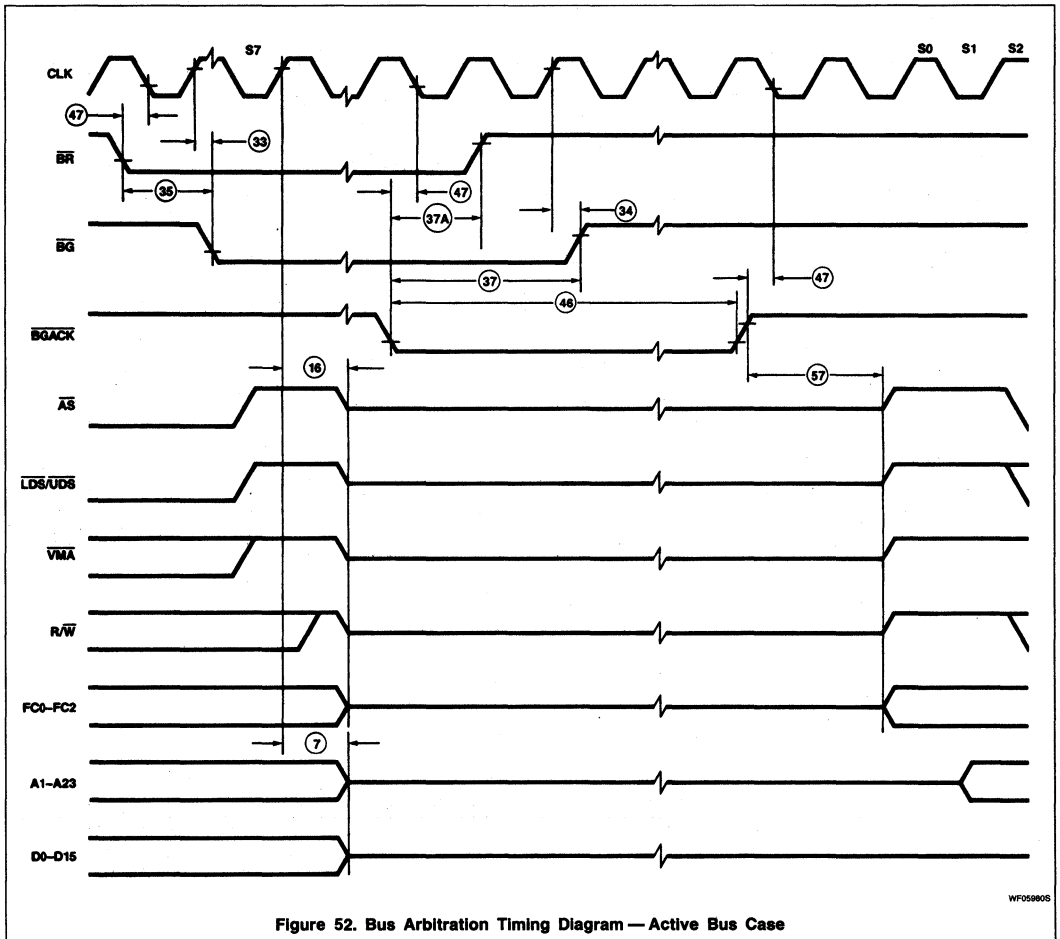 S7
S0 S1 S2
CLK
47
33
BR
35
47
37A
34
BG
37
47
46
BGACK
16
57
AS
LDS/UDS
VMA
R/W
FC0–FC2
7
A1–A23
D0–D15
WF05980S
Figure 52. Bus Arbitration Timing Diagram — Active Bus Case